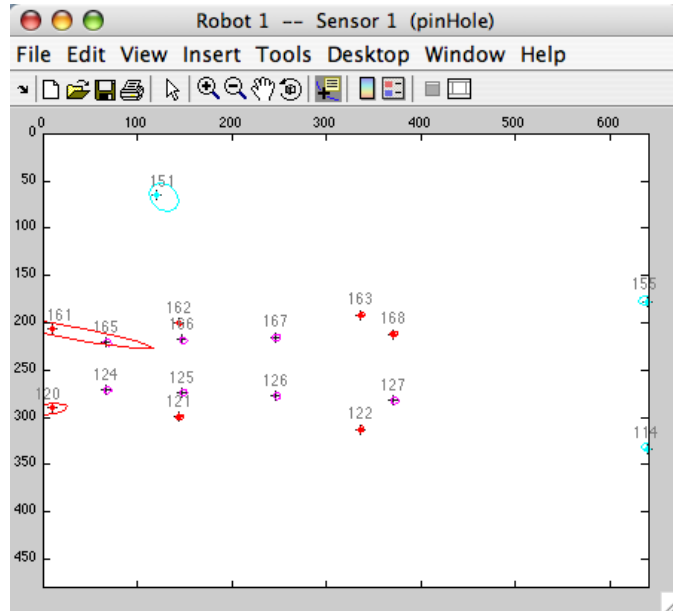 Robot 1 -- Sensor 1 (pinHole)
File Edit View Insert Tools Desktop Window Help
0 100 200 300 400 500 600
0
50
100
150
200
250
300
350
400
450
151
155
161 162 163
165 166 167 168
124 125 126 127
120 121 122
114